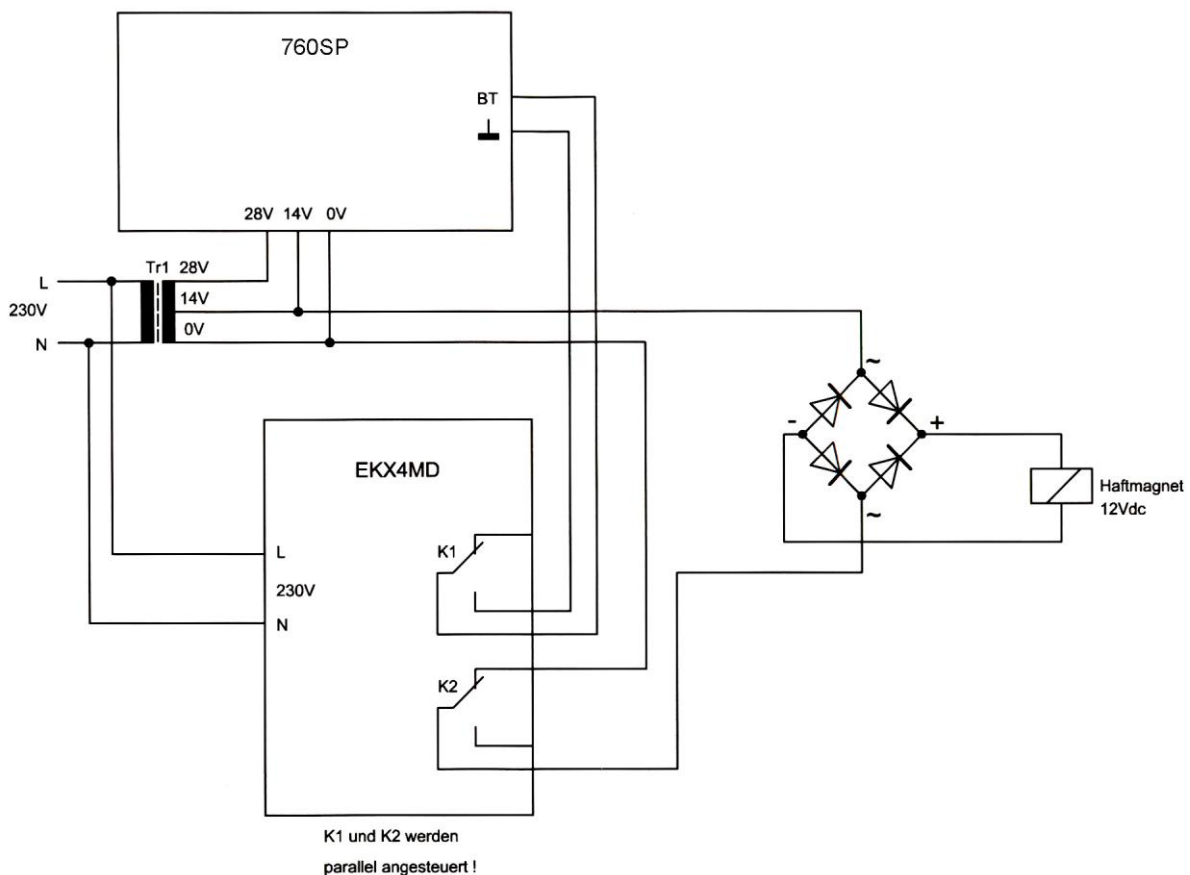 760SP
BT
28V 14V 0V
Tr1 28V
L
14V
230V
0V
N
~
- +
EKX4MD
Haftmagnet
12Vdc
~
L
K1
230V
N
K2
K1 und K2 werden
parallel angesteuert !